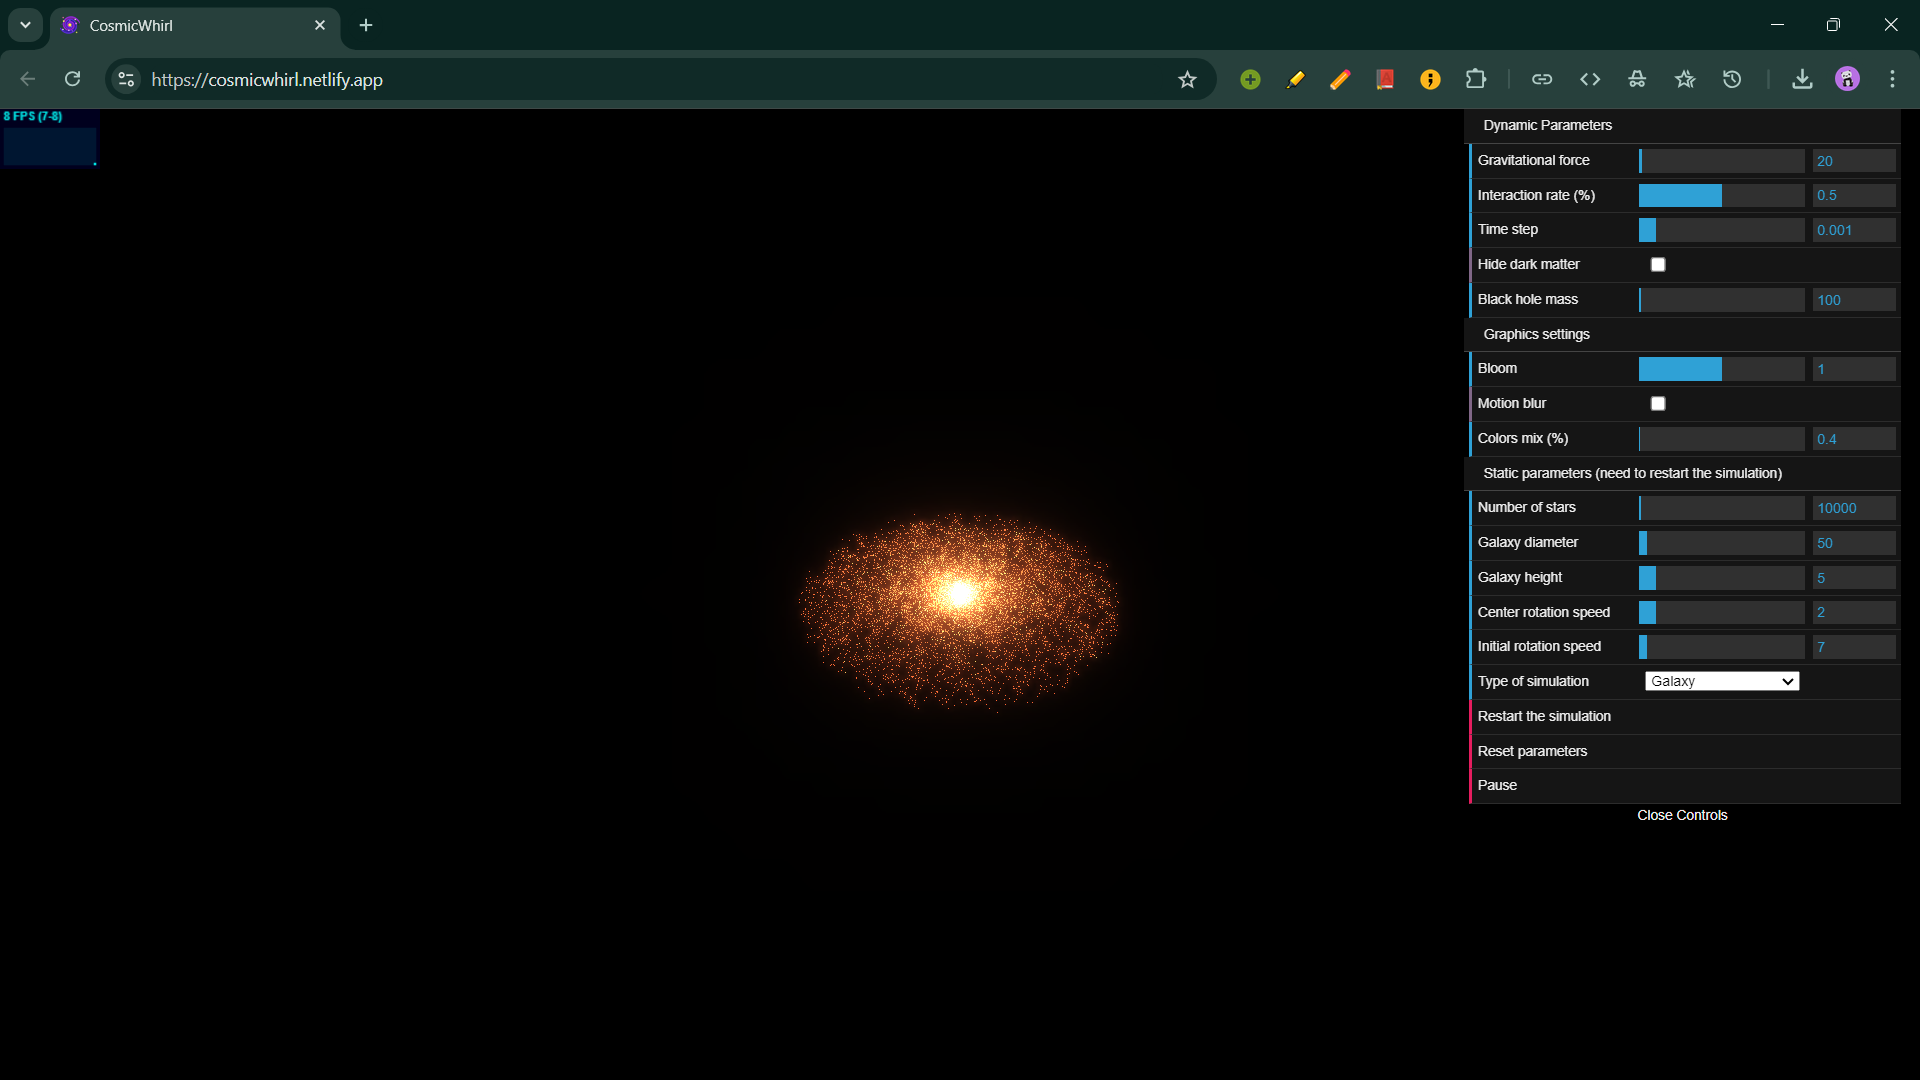 CosmicWhirl
https://cosmicwhirl.netlify.app
8 FPS (7-8)
Dynamic Parameters
Gravitational force 20
Interaction rate (%) 0.5
Time step 0.001
Hide dark matter
Black hole mass 100
Graphics settings
Bloom 1
Motion blur
Colors mix (%) 0.4
Static parameters (need to restart the simulation)
Number of stars 10000
Galaxy diameter 50
Galaxy height 5
Center rotation speed 2
Initial rotation speed 7
Type of simulation Galaxy
Restart the simulation
Reset parameters
Pause
Close Controls